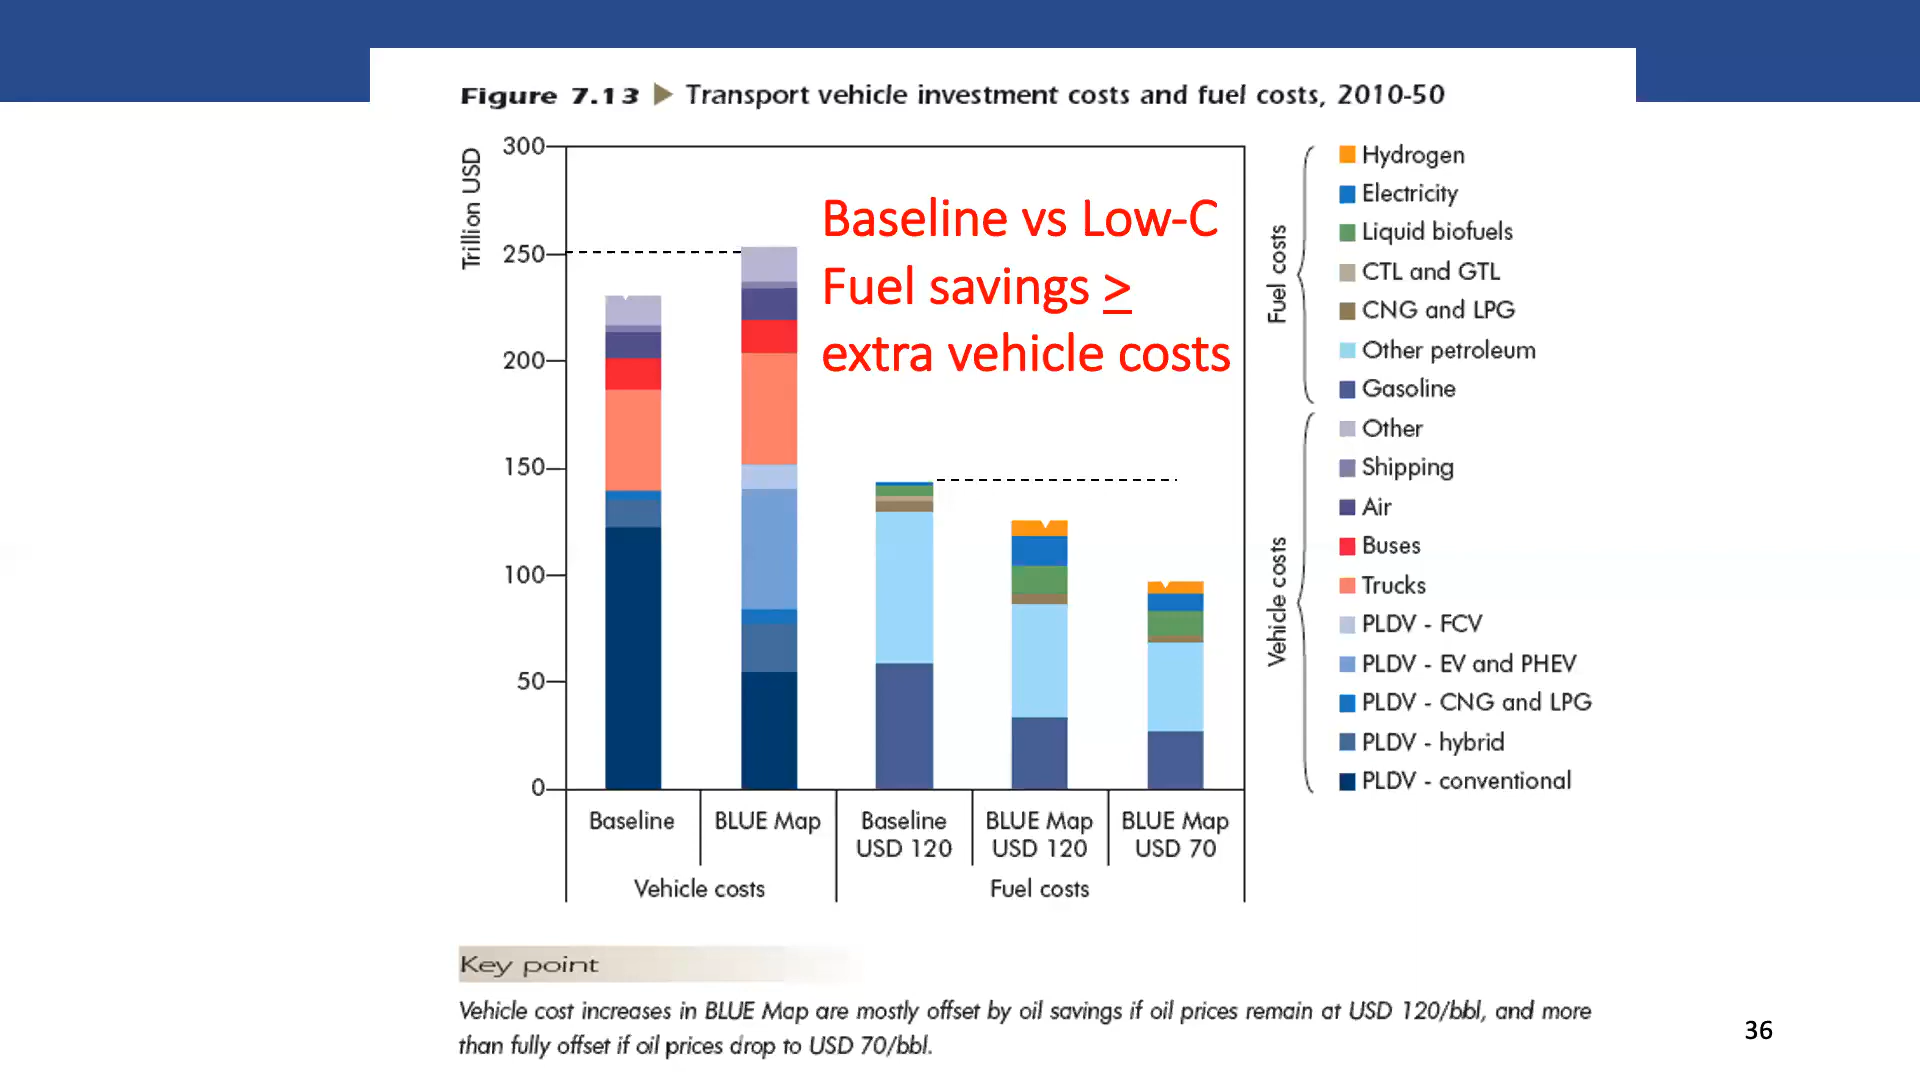 Figure 7.13 ▶ Transport vehicle investment costs and fuel costs, 2010-50
Trillion USD
300
250
200
150
100
50
0
Baseline vs Low-C
Fuel savings >
extra vehicle costs
Baseline
BLUE Map
Baseline
USD 120
BLUE Map
USD 120
BLUE Map
USD 70
Vehicle costs
Fuel costs
Fuel costs
Hydrogen
Electricity
Liquid biofuels
CTL and GTL
CNG and LPG
Other petroleum
Gasoline
Vehicle costs
Other
Shipping
Air
Buses
Trucks
PLDV - FCV
PLDV - EV and PHEV
PLDV - CNG and LPG
PLDV - hybrid
PLDV - conventional
Key point
Vehicle cost increases in BLUE Map are mostly offset by oil savings if oil prices remain at USD 120/bbl, and more
than fully offset if oil prices drop to USD 70/bbl.
36